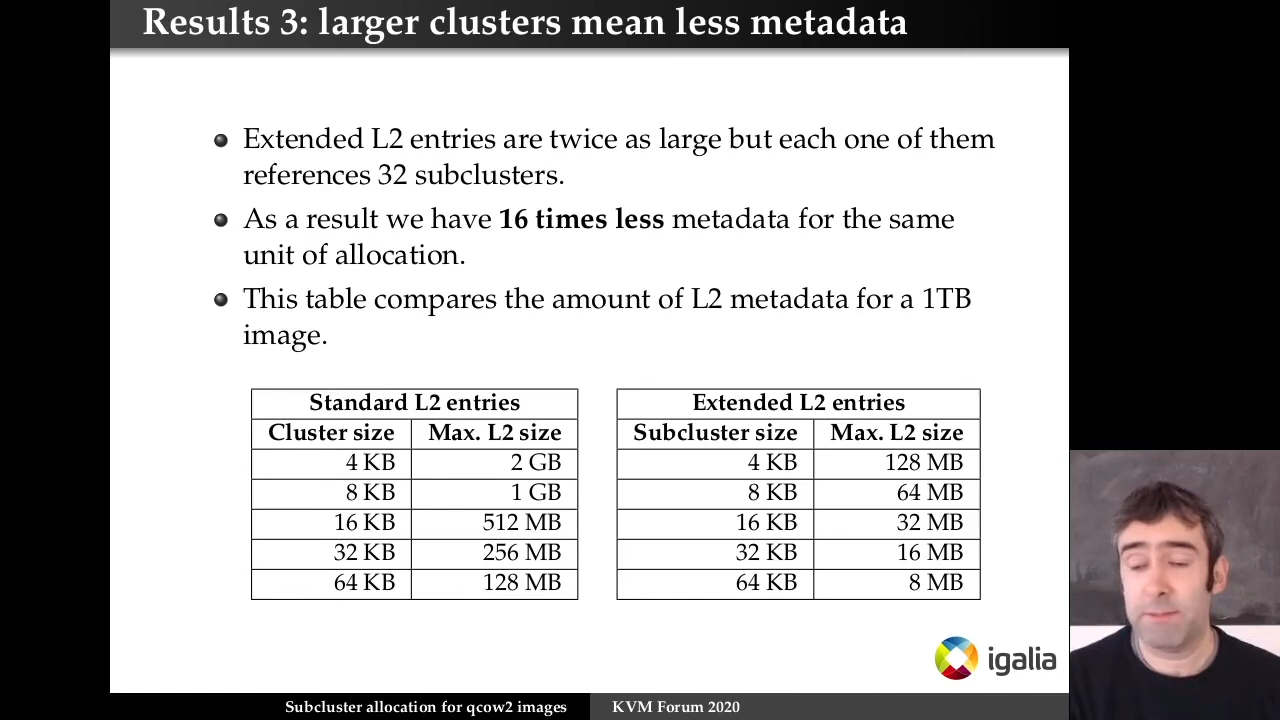 Results 3: larger clusters mean less metadata
Extended L2 entries are twice as large but each one of them
references 32 subclusters.
As a result we have 16 times less metadata for the same
unit of allocation.
This table compares the amount of L2 metadata for a 1TB
image.
Standard L2 entries
Cluster size Max. L2 size
4 KB 2 GB
8 KB 1 GB
16 KB 512 MB
32 KB 256 MB
64 KB 128 MB
Extended L2 entries
Subcluster size Max. L2 size
4 KB 128 MB
8 KB 64 MB
16 KB 32 MB
32 KB 16 MB
64 KB 8 MB
igalia
Subcluster allocation for qcow2 images KVM Forum 2020